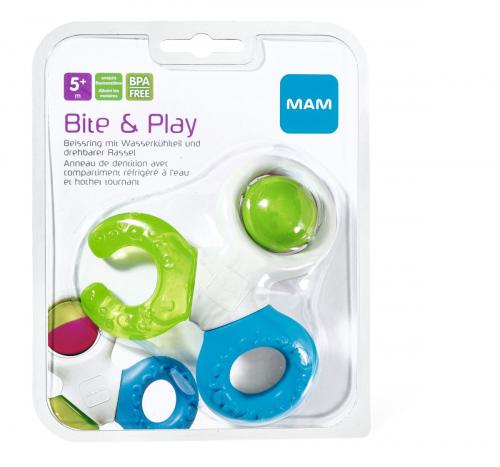 5+
m
BPA
FREE
MAM
Bite & Play
Beissring mit Wasserkühlteil und
drehbarer Rassel
Anneau de dentition avec
compartiment réfrigéré à l'eau
et hochet tournant